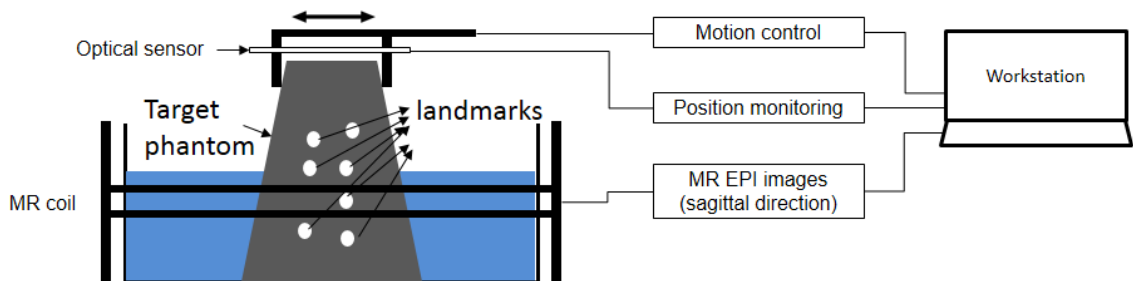 Optical sensor
Motion control
Workstation
Target
phantom
landmarks
Position monitoring
MR coil
MR EPI images
(sagittal direction)